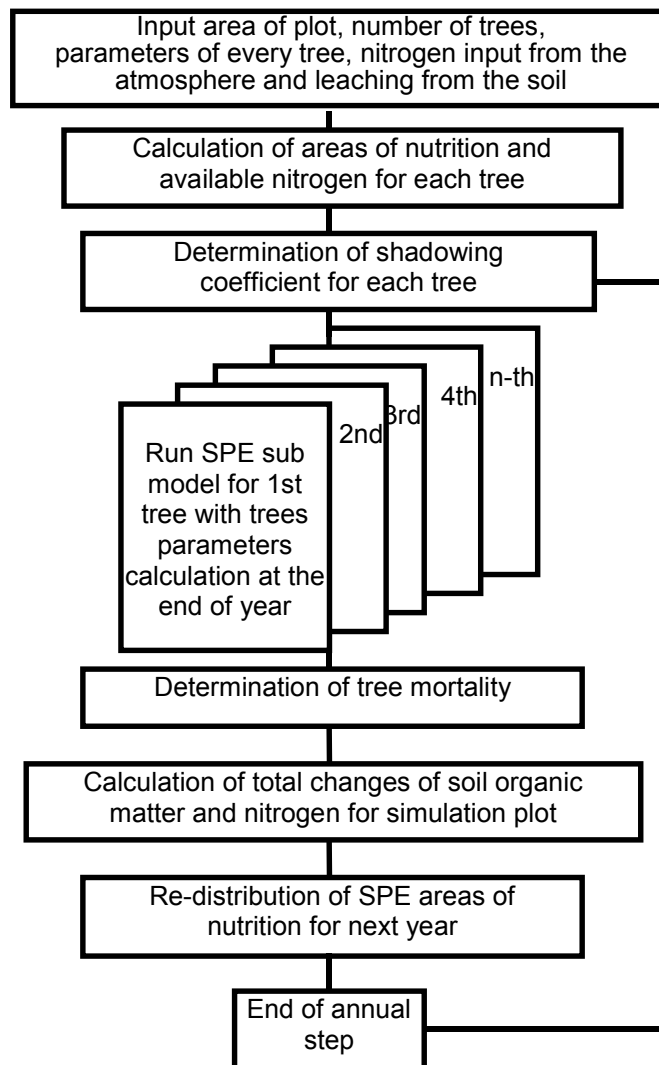 Input area of plot, number of trees,
parameters of every tree, nitrogen input from the
atmosphere and leaching from the soil
Calculation of areas of nutrition and
available nitrogen for each tree
Determination of shadowing
coefficient for each tree
n-th
4th
3rd
2nd
Run SPE sub
model for 1st
tree with trees
parameters
calculation at the
end of year
Determination of tree mortality
Calculation of total changes of soil organic
matter and nitrogen for simulation plot
Re-distribution of SPE areas of
nutrition for next year
End of annual
step